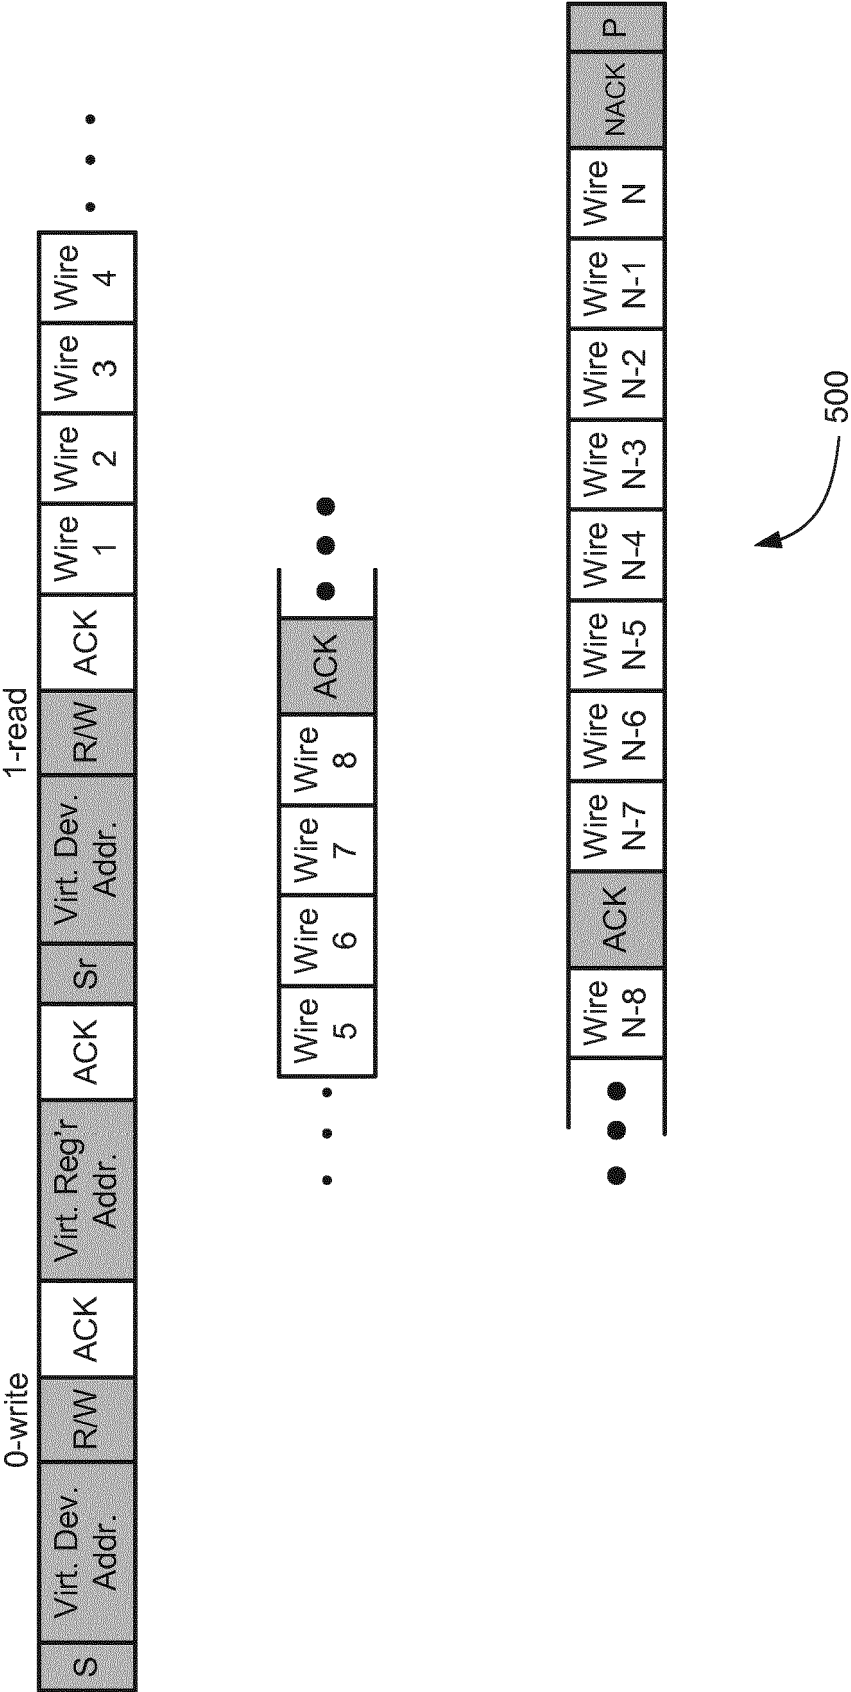 0-write
1-read
S
Virt. Dev.
Addr.
R/W
ACK
Virt. Reg'r
Addr.
ACK
Sr
Virt. Dev.
Addr.
R/W
ACK
Wire
1
Wire
2
Wire
3
Wire
4
Wire
5
Wire
6
Wire
7
Wire
8
ACK
Wire
N-8
ACK
Wire
N-7
Wire
N-6
Wire
N-5
Wire
N-4
Wire
N-3
Wire
N-2
Wire
N-1
Wire
N
NACK
P
500